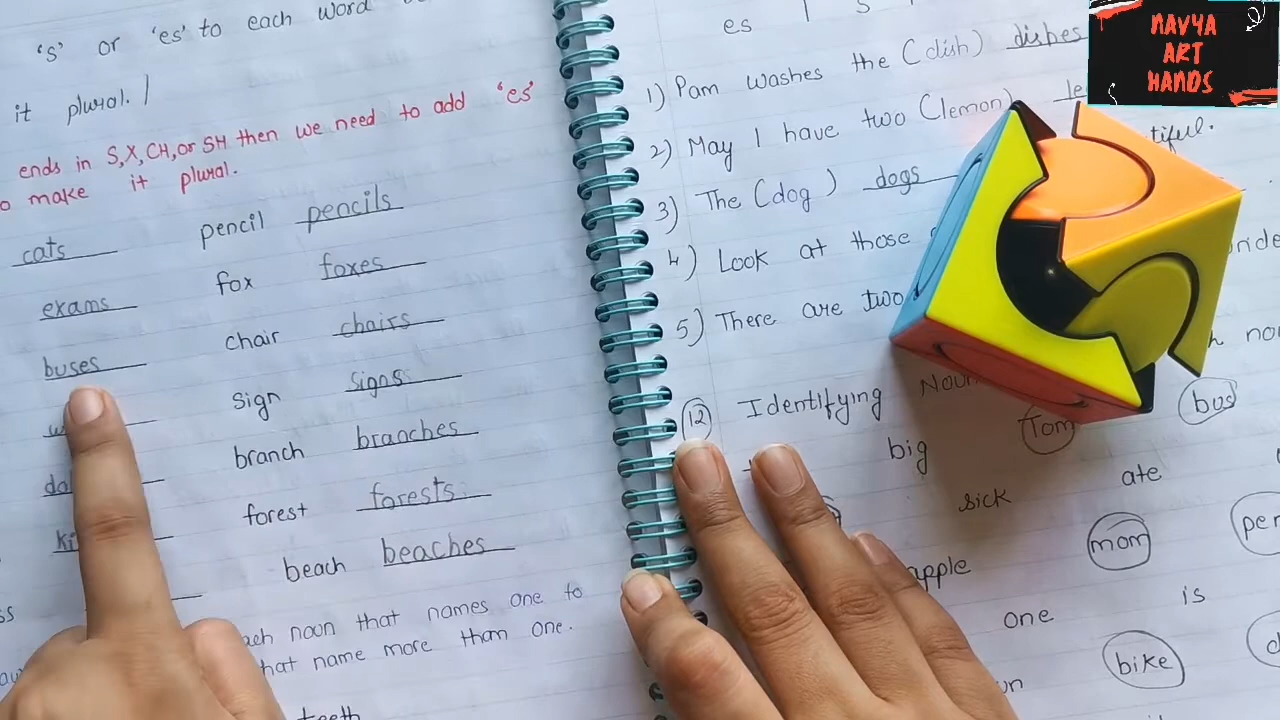 's' or 'es' to each word
it plural.
ends in S,X,CH,or SH then we need to add 'es'
make it plural.
cats pencil pencils
exams fox foxes
buses chair chairs
sign signs
branch branches
forest forests
beach beaches
noun that names one to
name more than one.
teeth
es s
1) Pam washes the (dish) dishes
2) May I have two (lemon)
3) The (dog) dogs
4) Look at those
5) There are two
12 Identifying
big Tom bus
sick ate
mom
apple
one is
bike
NAVYA
ART
HANDS